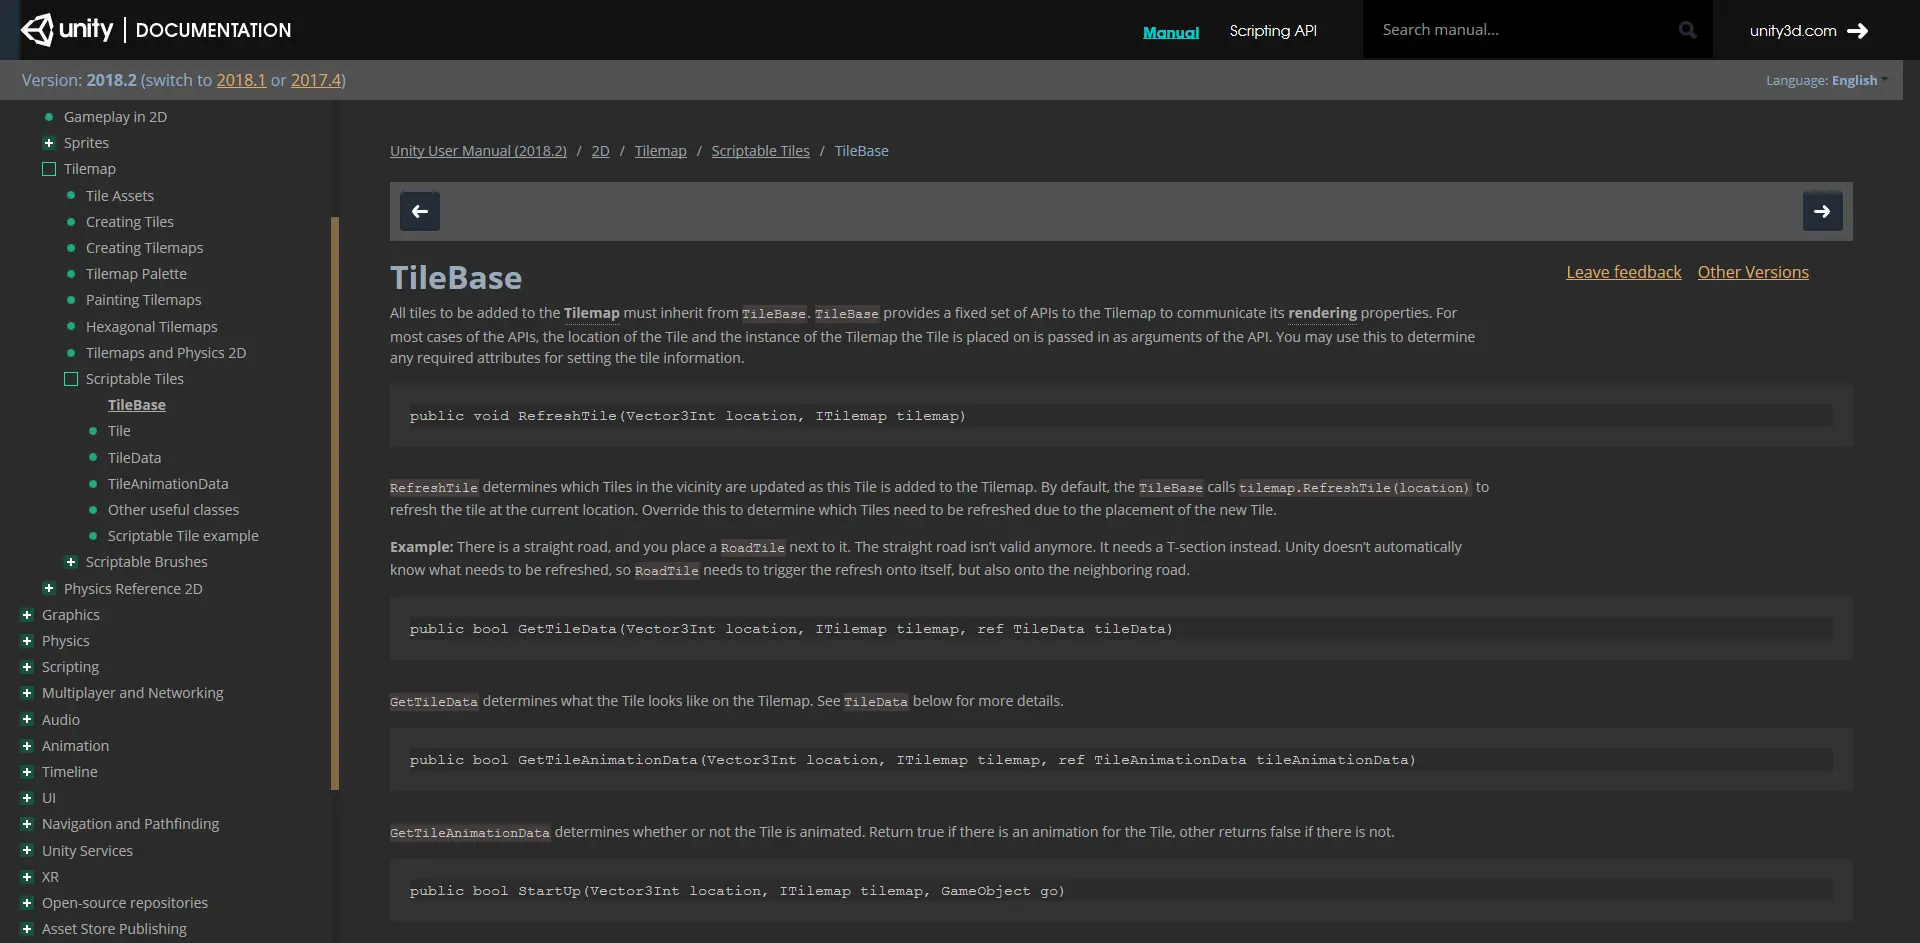 unity | DOCUMENTATION
Manual
Scripting API
Search manual...
unity3d.com
Version: 2018.2 (switch to 2018.1 or 2017.4)
Language: English
Gameplay in 2D
Sprites
Tilemap
Tile Assets
Creating Tiles
Creating Tilemaps
Tilemap Palette
Painting Tilemaps
Hexagonal Tilemaps
Tilemaps and Physics 2D
Scriptable Tiles
TileBase
Tile
TileData
TileAnimationData
Other useful classes
Scriptable Tile example
Scriptable Brushes
Physics Reference 2D
Graphics
Physics
Scripting
Multiplayer and Networking
Audio
Animation
Timeline
UI
Navigation and Pathfinding
Unity Services
XR
Open-source repositories
Asset Store Publishing
Unity User Manual (2018.2) / 2D / Tilemap / Scriptable Tiles / TileBase
TileBase
Leave feedback
Other Versions
All tiles to be added to the Tilemap must inherit from TileBase. TileBase provides a fixed set of APIs to the Tilemap to communicate its rendering properties. For
most cases of the APIs, the location of the Tile and the instance of the Tilemap the Tile is placed on is passed in as arguments of the API. You may use this to determine
any required attributes for setting the tile information.
public void RefreshTile(Vector3Int location, ITilemap tilemap)
RefreshTile determines which Tiles in the vicinity are updated as this Tile is added to the Tilemap. By default, the TileBase calls tilemap.RefreshTile(location) to
refresh the tile at the current location. Override this to determine which Tiles need to be refreshed due to the placement of the new Tile.
Example: There is a straight road, and you place a RoadTile next to it. The straight road isn’t valid anymore. It needs a T-section instead. Unity doesn’t automatically
know what needs to be refreshed, so RoadTile needs to trigger the refresh onto itself, but also onto the neighboring road.
public bool GetTileData(Vector3Int location, ITilemap tilemap, ref TileData tileData)
GetTileData determines what the Tile looks like on the Tilemap. See TileData below for more details.
public bool GetTileAnimationData(Vector3Int location, ITilemap tilemap, ref TileAnimationData tileAnimationData)
GetTileAnimationData determines whether or not the Tile is animated. Return true if there is an animation for the Tile, other returns false if there is not.
public bool StartUp(Vector3Int location, ITilemap tilemap, GameObject go)